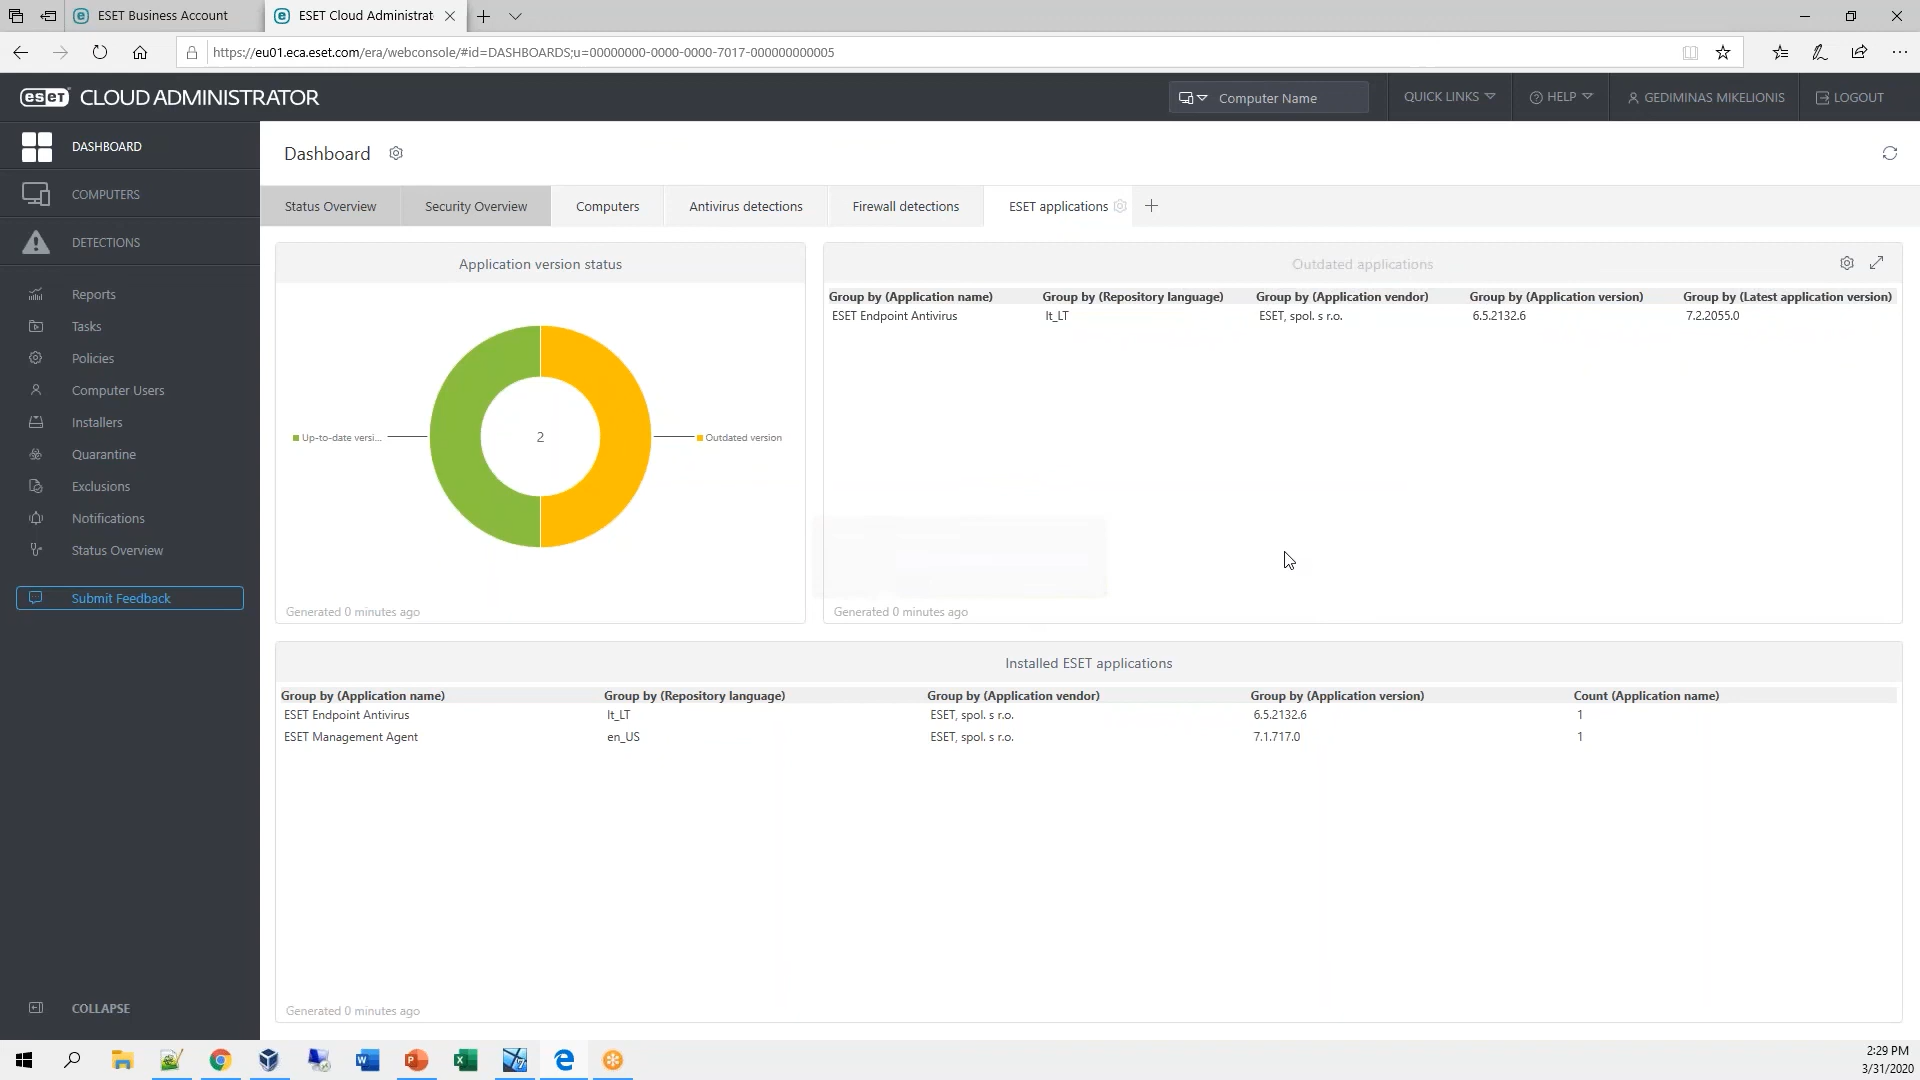 ESET Business Account
ESET Cloud Administrat
https://eu01.eca.eset.com/era/webconsole/#id=DASHBOARDS;u=00000000-0000-0000-7017-000000000005
eseT CLOUD ADMINISTRATOR
Computer Name
QUICK LINKS
HELP
GEDIMINAS MIKELIONIS
LOGOUT
DASHBOARD
COMPUTERS
DETECTIONS
Reports
Tasks
Policies
Computer Users
Installers
Quarantine
Exclusions
Notifications
Status Overview
Submit Feedback
COLLAPSE
Dashboard
Status Overview
Security Overview
Computers
Antivirus detections
Firewall detections
ESET applications
Application version status
Up-to-date versi...
2
Outdated version
Generated 0 minutes ago
Outdated applications
Group by (Application name) Group by (Repository language) Group by (Application vendor) Group by (Application version) Group by (Latest application version)
ESET Endpoint Antivirus lt_LT ESET, spol. s r.o. 6.5.2132.6 7.2.2055.0
Generated 0 minutes ago
Installed ESET applications
Group by (Application name) Group by (Repository language) Group by (Application vendor) Group by (Application version) Count (Application name)
ESET Endpoint Antivirus lt_LT ESET, spol. s r.o. 6.5.2132.6 1
ESET Management Agent en_US ESET, spol. s r.o. 7.1.717.0 1
Generated 0 minutes ago
2:29 PM
3/31/2020